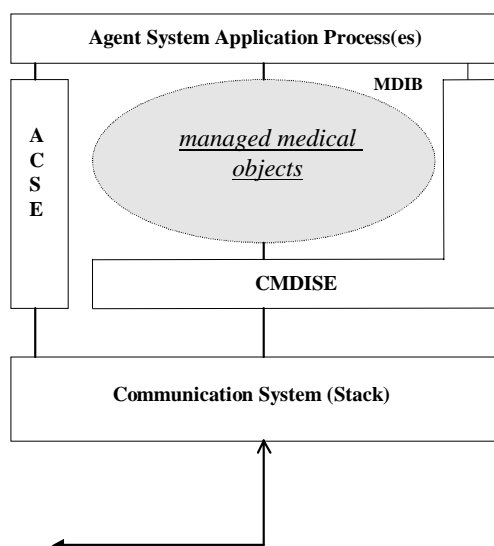 Agent System Application Process(es)
MDIB
A
C
S
E
managed medical
objects
CMDISE
Communication System (Stack)